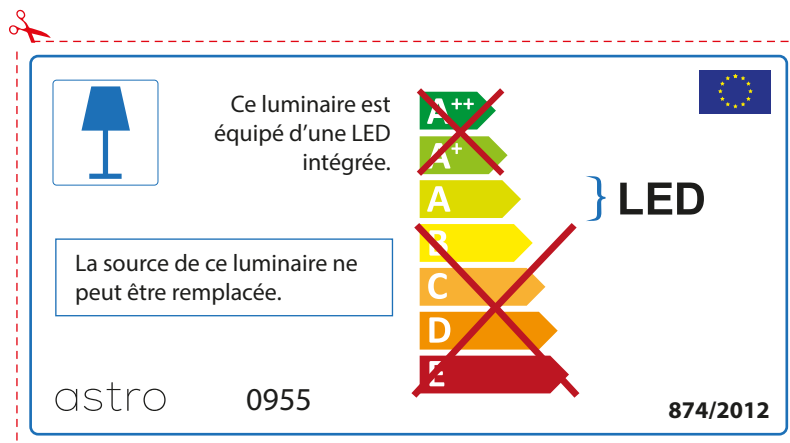 Ce luminaire est
équipé d’une LED
intégrée.
A++
A+
A
B
C
D
E
LED
La source de ce luminaire ne
peut être remplacée.
astro
0955
874/2012